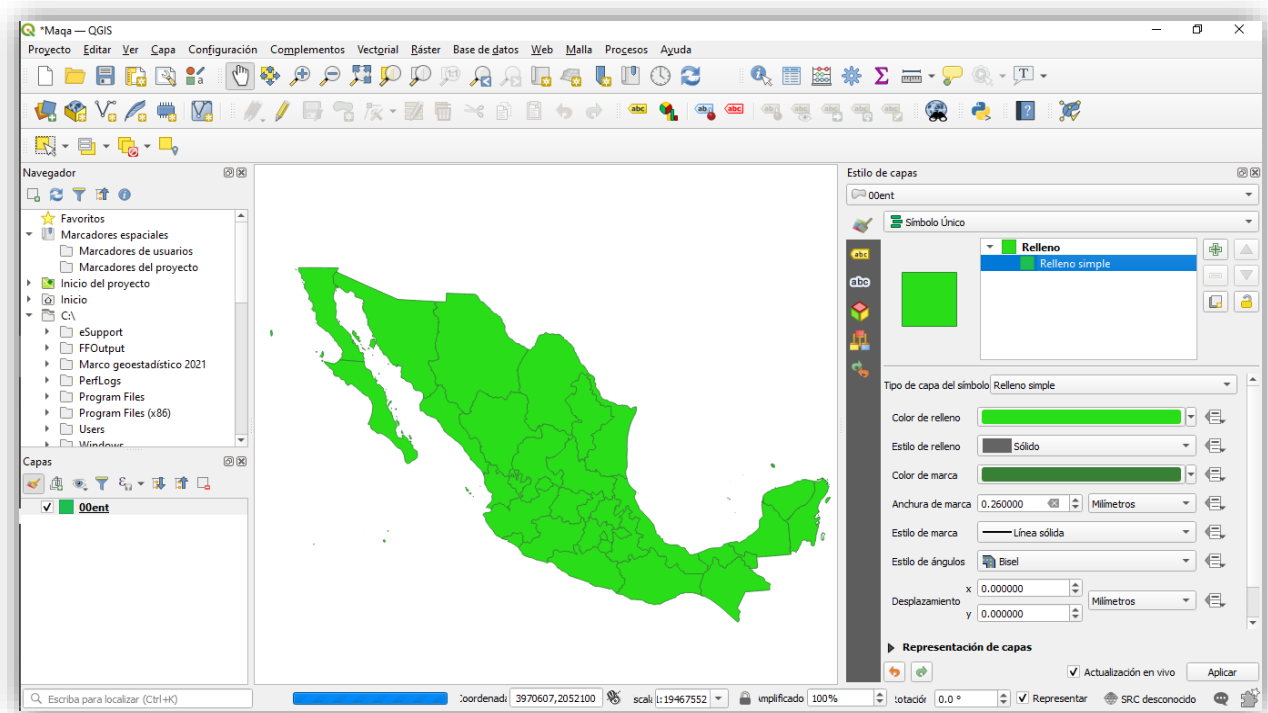 *Maqa — QGIS
Proyecto Editar Ver Capa Configuración Complementos Vectorial Ráster Base de datos Web Malla Procesos Ayuda
Navegador
Favoritos
Marcadores espaciales
Marcadores de usuarios
Marcadores del proyecto
Inicio del proyecto
Inicio
C:\
eSupport
FFOutput
Marco geoestadístico 2021
PerfLogs
Program Files
Program Files (x86)
Users
Windows
Capas
00ent
Estilo de capas
00ent
Símbolo Único
Relleno
Relleno simple
Tipo de capa del símbolo Relleno simple
Color de relleno
Estilo de relleno Sólido
Color de marca
Anchura de marca 0.260000 Milímetros
Estilo de marca Línea sólida
Estilo de ángulos Bisel
Desplazamiento x 0.000000 Milímetros
y 0.000000
Representación de capas
Actualización en vivo Aplicar
Escriba para localizar (Ctrl+K) :oordenada 3970607,2052100 scala 1:19467552 implificado 100% rotación 0.0 ° Representar SRC desconocido